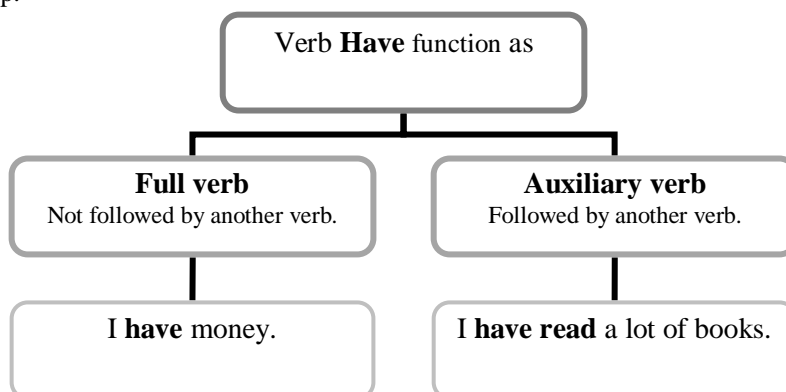 p.
Verb Have function as
Full verb
Not followed by another verb.
Auxiliary verb
Followed by another verb.
I have money.
I have read a lot of books.